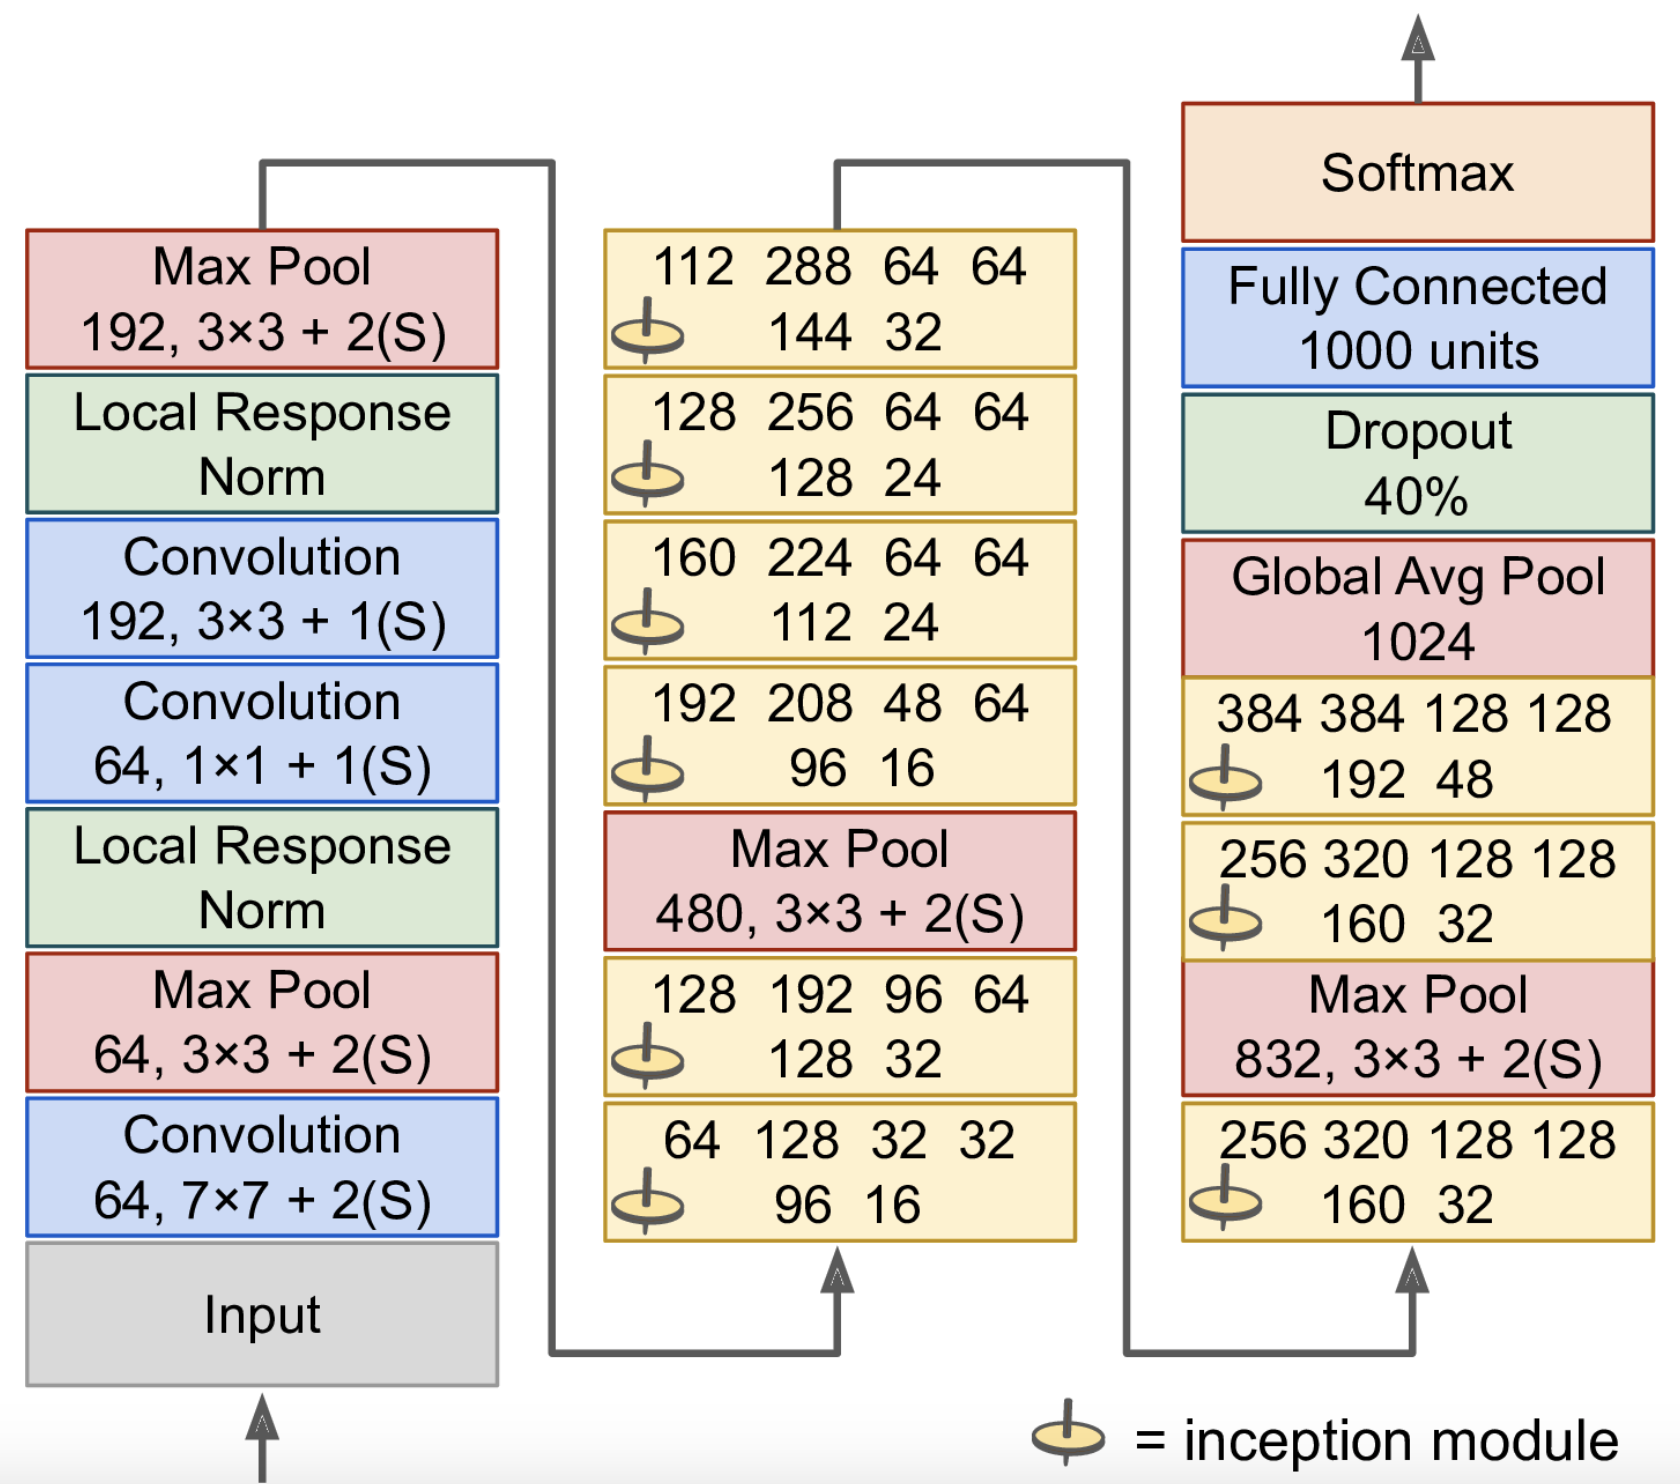 Max Pool
192, 3×3 + 2(S)
Local Response
Norm
Convolution
192, 3×3 + 1(S)
Convolution
64, 1×1 + 1(S)
Local Response
Norm
Max Pool
64, 3×3 + 2(S)
Convolution
64, 7×7 + 2(S)
Input
112 288 64 64
144 32
128 256 64 64
128 24
160 224 64 64
112 24
192 208 48 64
96 16
Max Pool
480, 3×3 + 2(S)
128 192 96 64
128 32
64 128 32 32
96 16
Softmax
Fully Connected
1000 units
Dropout
40%
Global Avg Pool
1024
384 384 128 128
192 48
256 320 128 128
160 32
Max Pool
832, 3×3 + 2(S)
256 320 128 128
160 32
= inception module